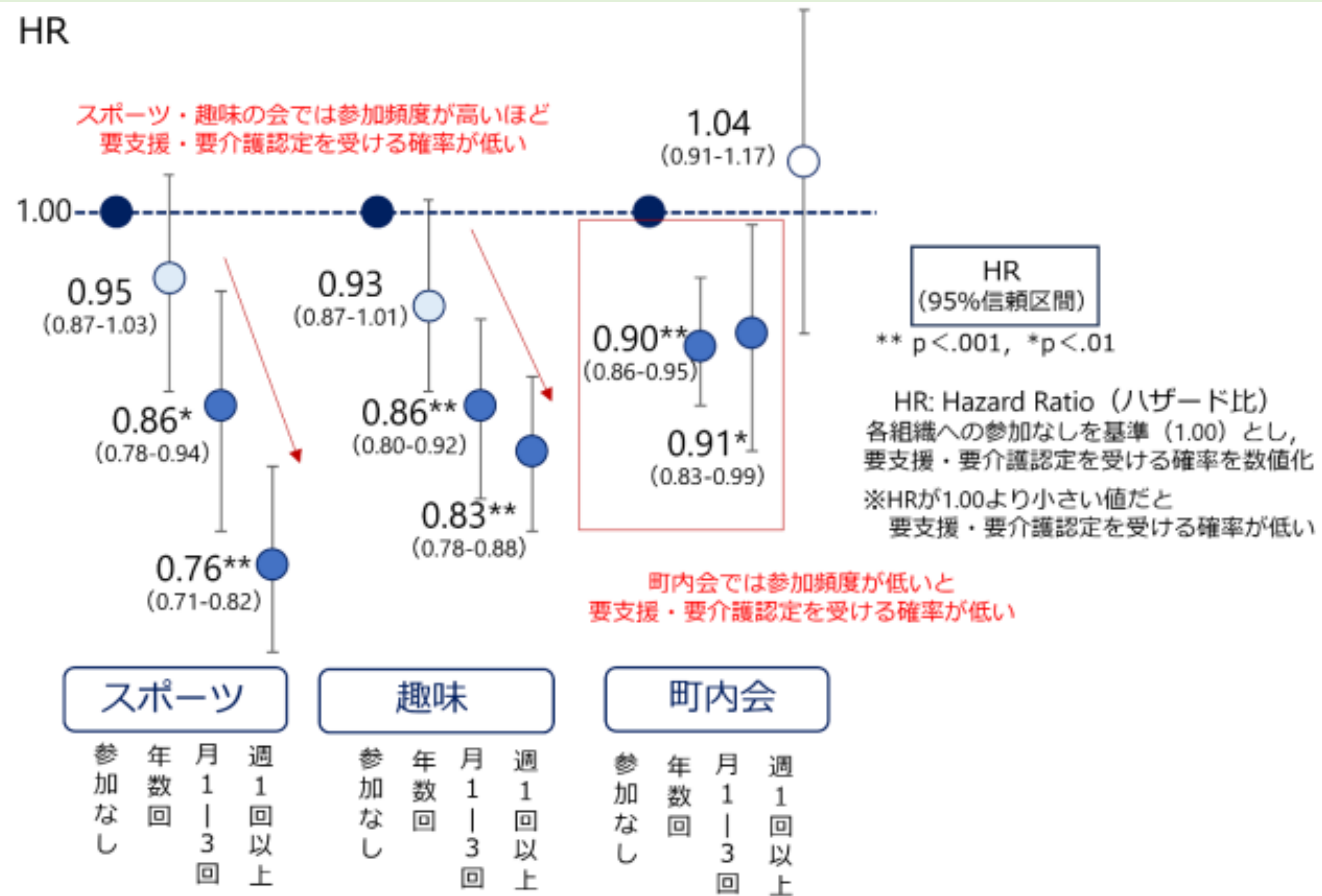 HR
スポーツ・趣味の会では参加頻度が高いほど
要支援・要介護認定を受ける確率が低い
1.00
0.95
(0.87-1.03)
0.86*
(0.78-0.94)
0.76**
(0.71-0.82)
0.93
(0.87-1.01)
0.86**
(0.80-0.92)
0.83**
(0.78-0.88)
1.04
(0.91-1.17)
0.90**
(0.86-0.95)
0.91*
(0.83-0.99)
町内会では参加頻度が低いと
要支援・要介護認定を受ける確率が低い
HR
(95%信頼区間)
** p<.001, *p<.01
HR: Hazard Ratio（ハザード比）
各組織への参加なしを基準（1.00）とし,
要支援・要介護認定を受ける確率を数値化
※HRが1.00より小さい値だと
要支援・要介護認定を受ける確率が低い
スポーツ
参加なし
年数回
月1ー3回
週1回以上
趣味
参加なし
年数回
月1ー3回
週1回以上
町内会
参加なし
年数回
月1ー3回
週1回以上